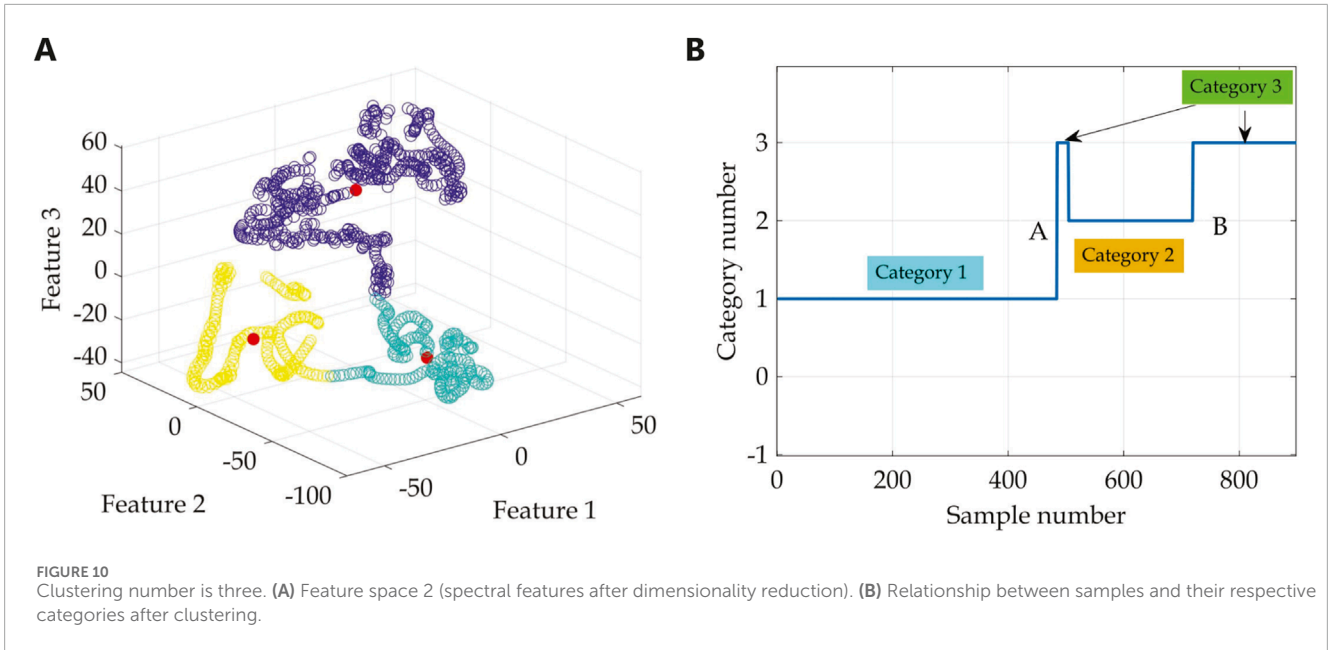 A
60
40
20
0
-20
-40
Feature 3
50
0
-50
-100
Feature 2
-50
0
50
Feature 1
B
Category 3
3
2
1
0
-1
Category number
A
B
Category 2
Category 1
0
200
400
600
800
Sample number
FIGURE 10
Clustering number is three. (A) Feature space 2 (spectral features after dimensionality reduction). (B) Relationship between samples and their respective
categories after clustering.